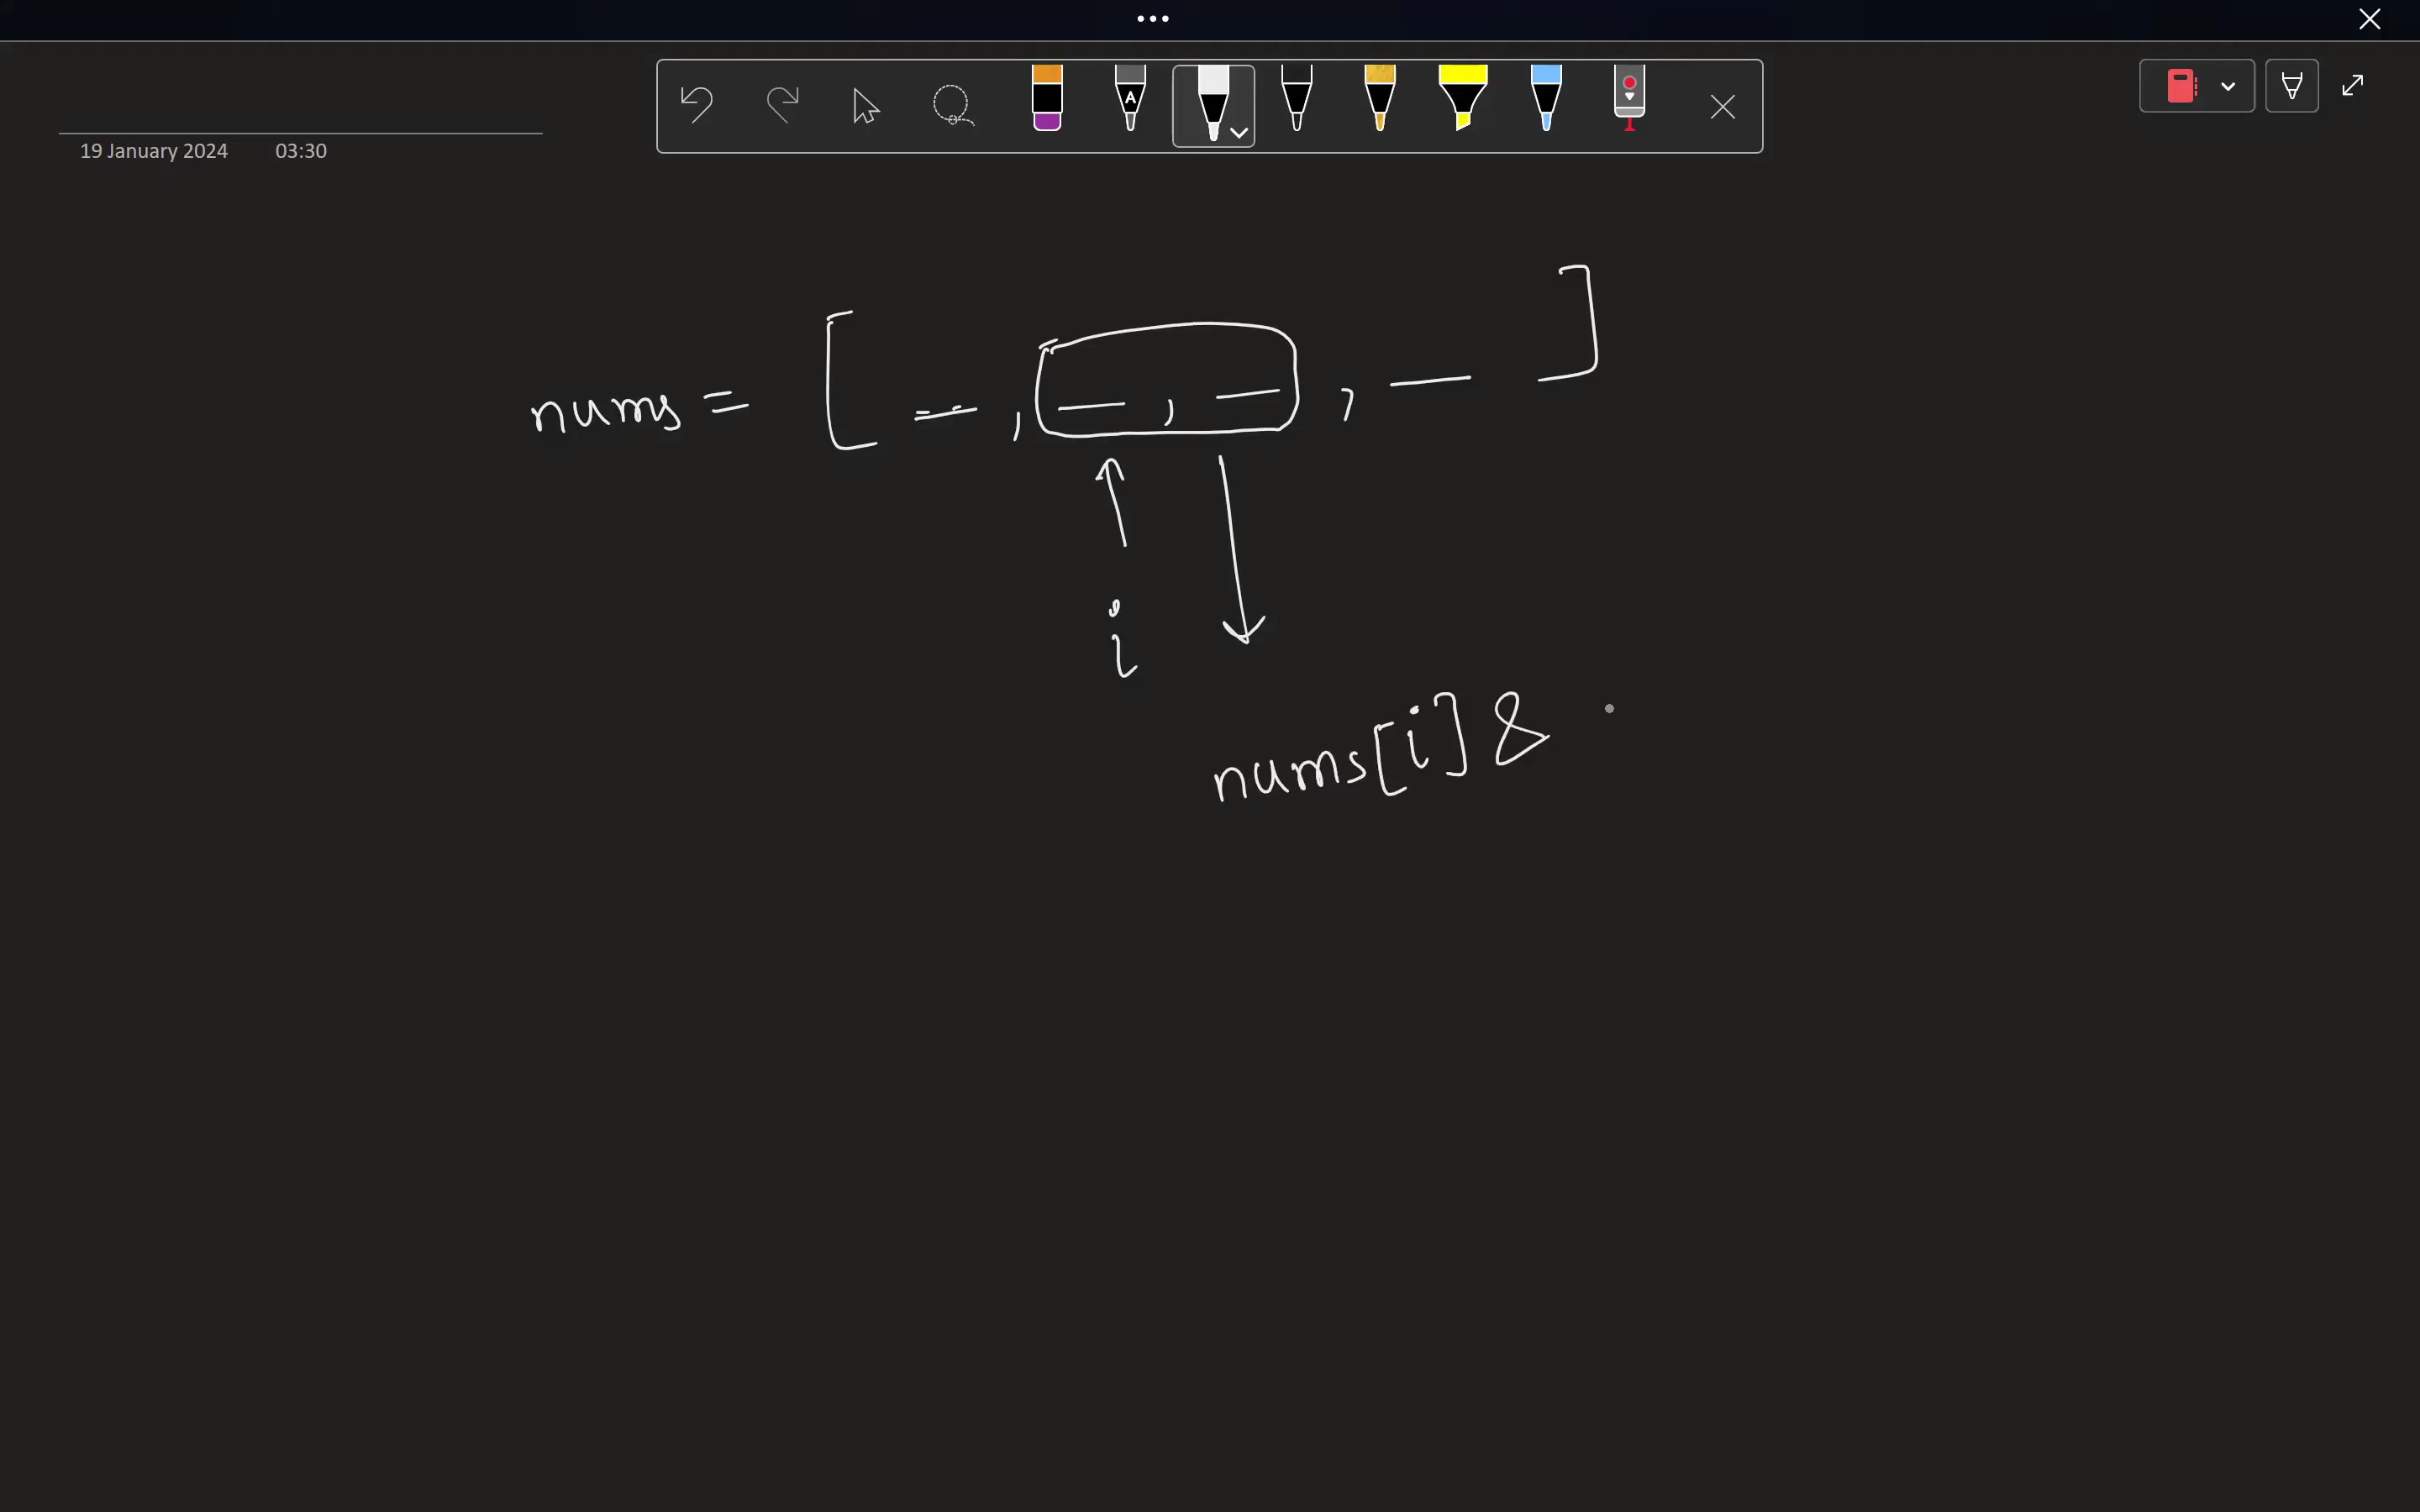 19 January 2024 03:30
nums = [ __ , __ , __ , __ ]
i
nums[i] &